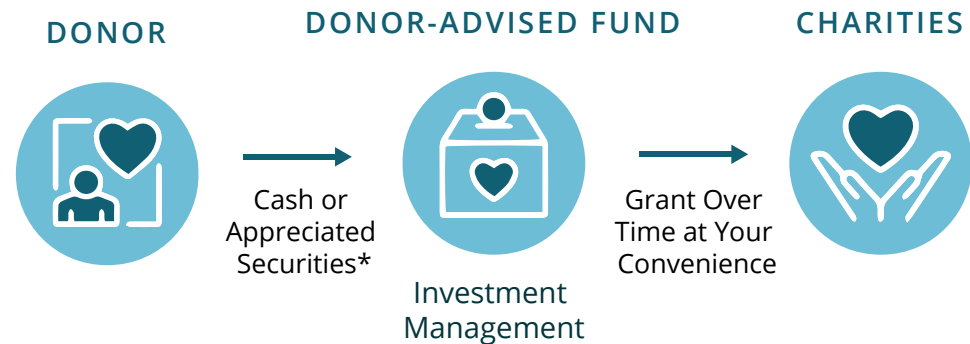 DONOR
DONOR-ADVISED FUND
CHARITIES
Cash or
Appreciated
Securities*
Investment
Management
Grant Over
Time at Your
Convenience